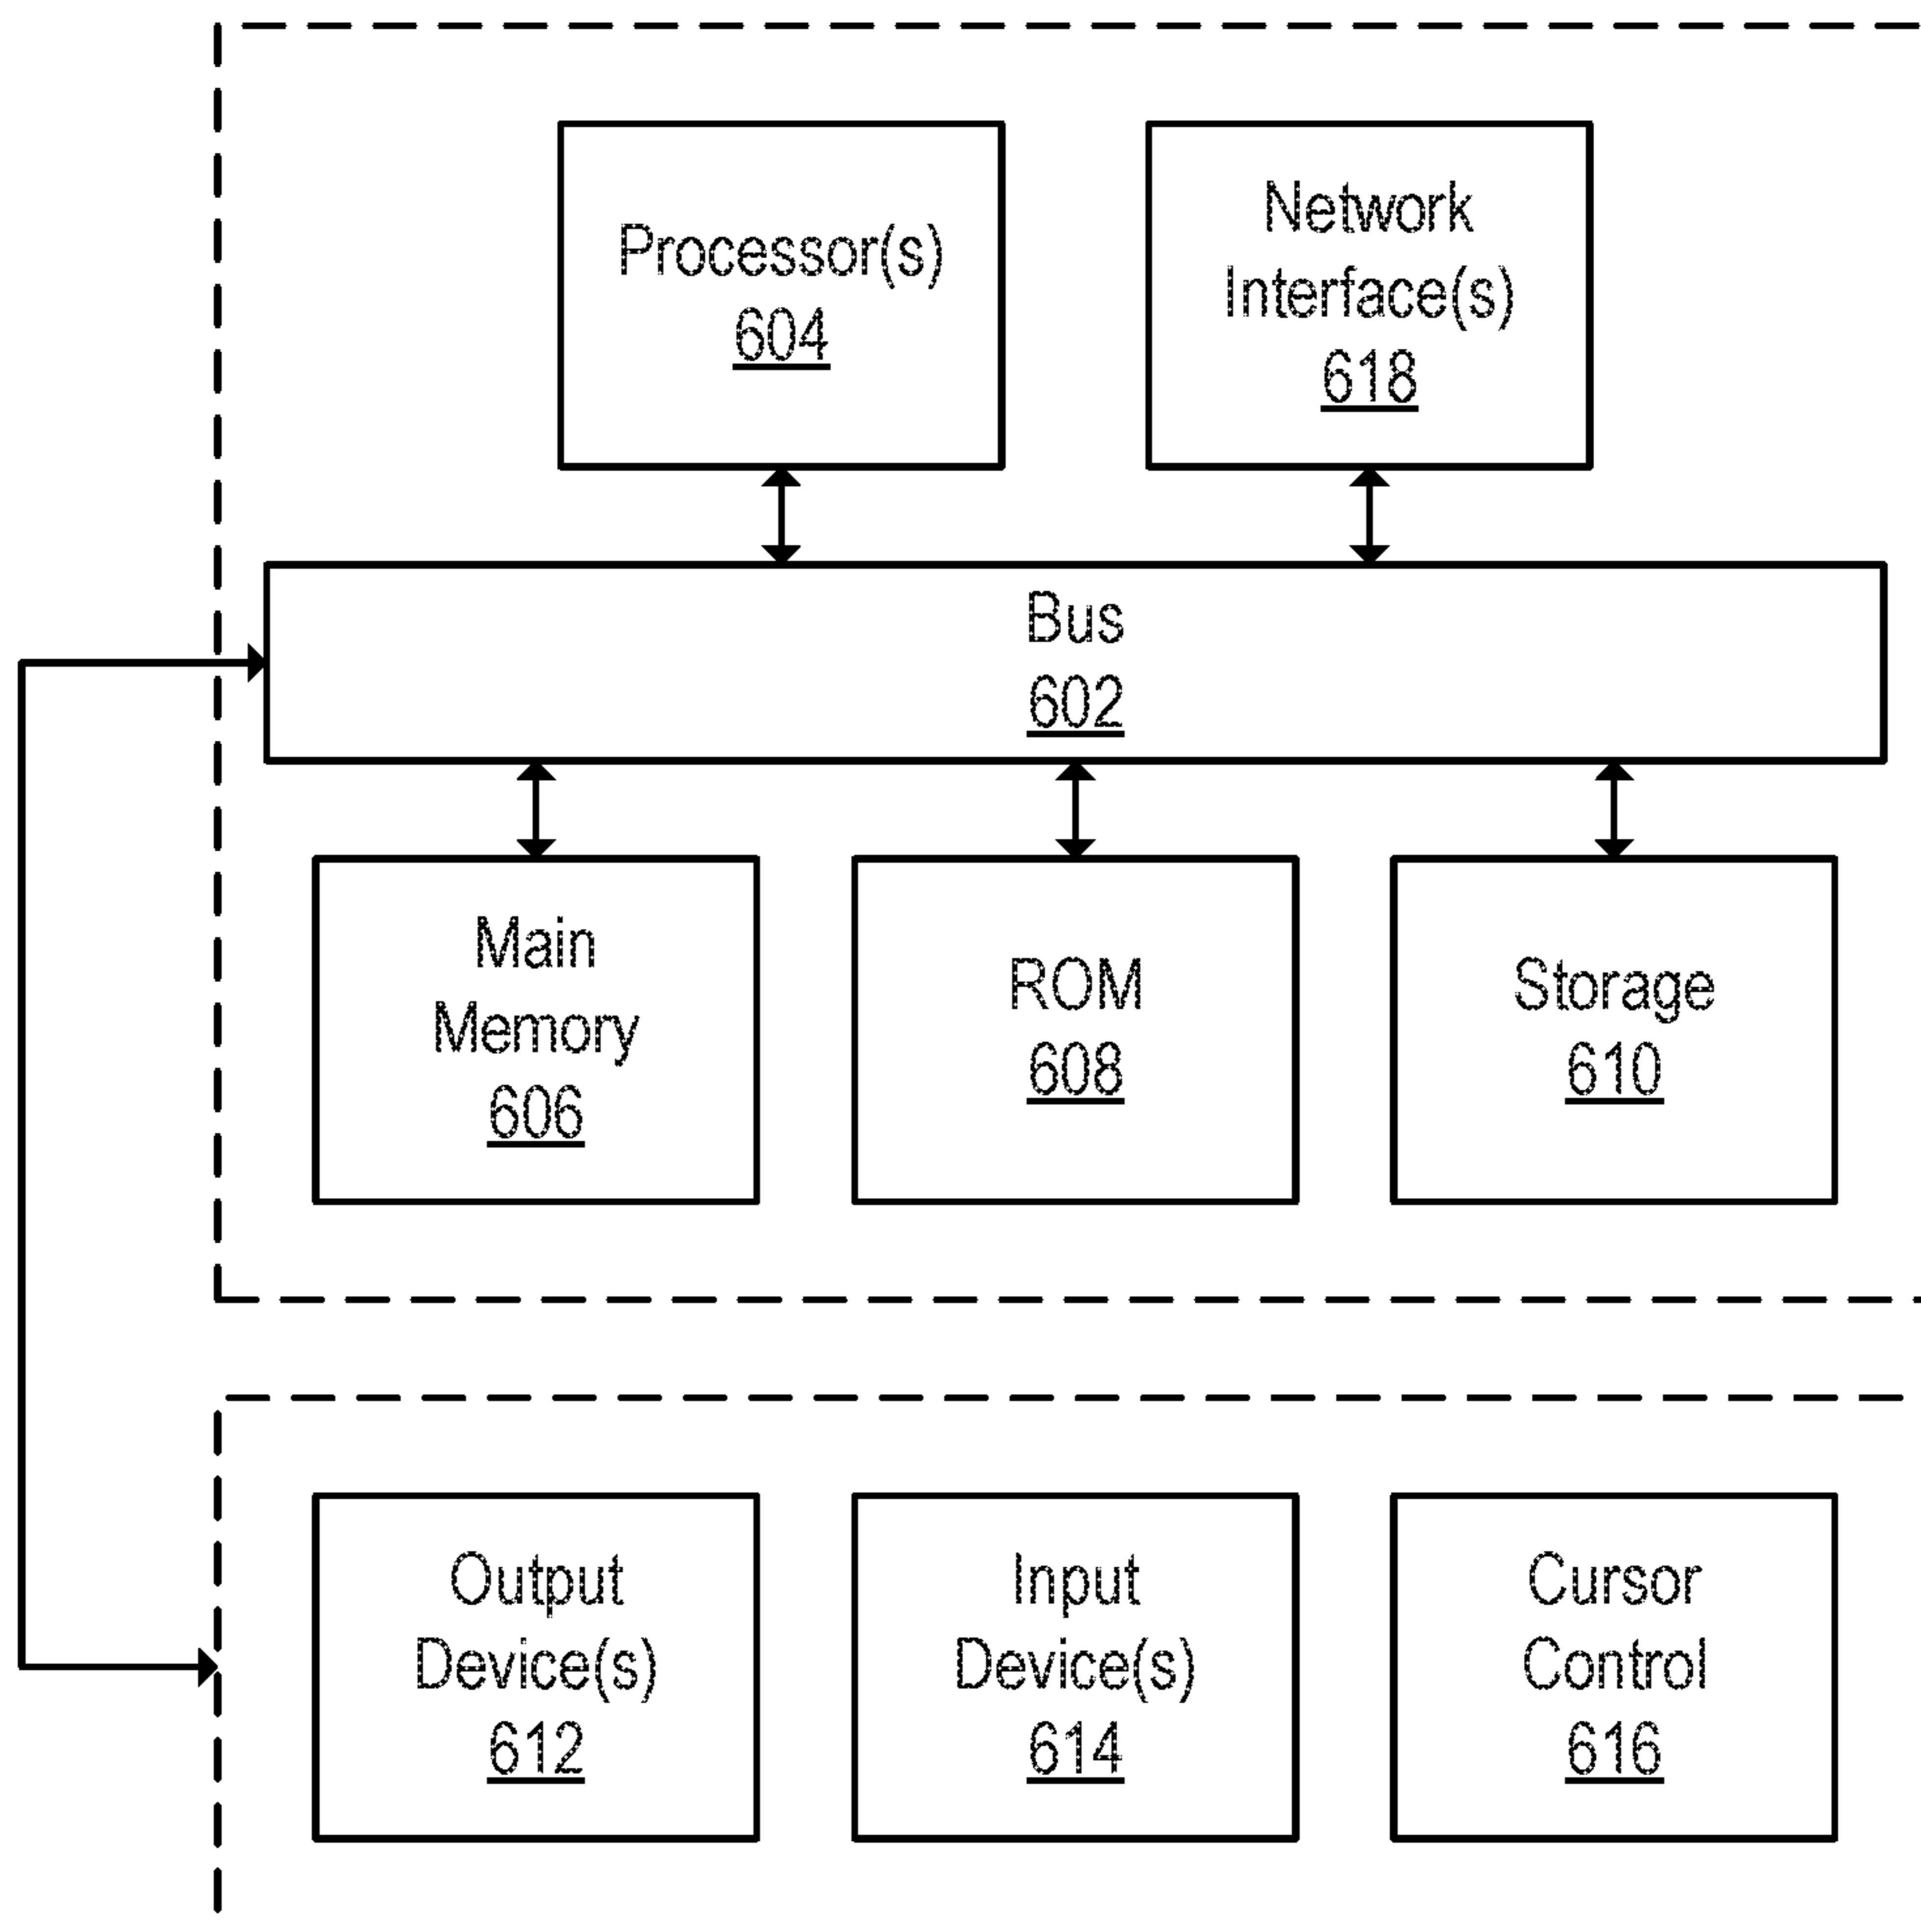 Processor(s)
604
Network
Interface(s)
618
Bus
602
Main
Memory
606
ROM
608
Storage
610
Output
Device(s)
612
Input
Device(s)
614
Cursor
Control
616